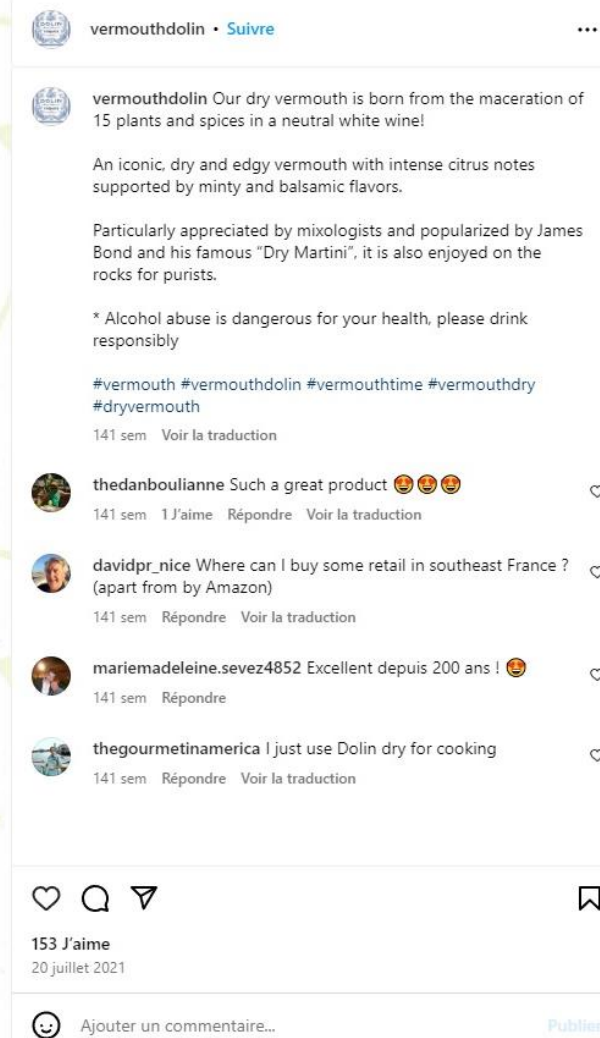 vermouthdolin • Suivre
vermouthdolin Our dry vermouth is born from the maceration of
15 plants and spices in a neutral white wine!
An iconic, dry and edgy vermouth with intense citrus notes
supported by minty and balsamic flavors.
Particularly appreciated by mixologists and popularized by James
Bond and his famous “Dry Martini”, it is also enjoyed on the
rocks for purists.
* Alcohol abuse is dangerous for your health, please drink
responsibly
#vermouth #vermouthdolin #vermouthtime #vermouthdry
#dryvermouth
141 sem Voir la traduction
thedanboulianne Such a great product 🤩🤩🤩
141 sem 1 J’aime Répondre Voir la traduction
davidpr_nice Where can I buy some retail in southeast France ?
(apart from by Amazon)
141 sem Répondre Voir la traduction
mariemadeleine.sevez4852 Excellent depuis 200 ans ! 🤩
141 sem Répondre
thegourmetinamerica I just use Dolin dry for cooking
141 sem Répondre Voir la traduction
153 J’aime
20 juillet 2021
Ajouter un commentaire... Publier